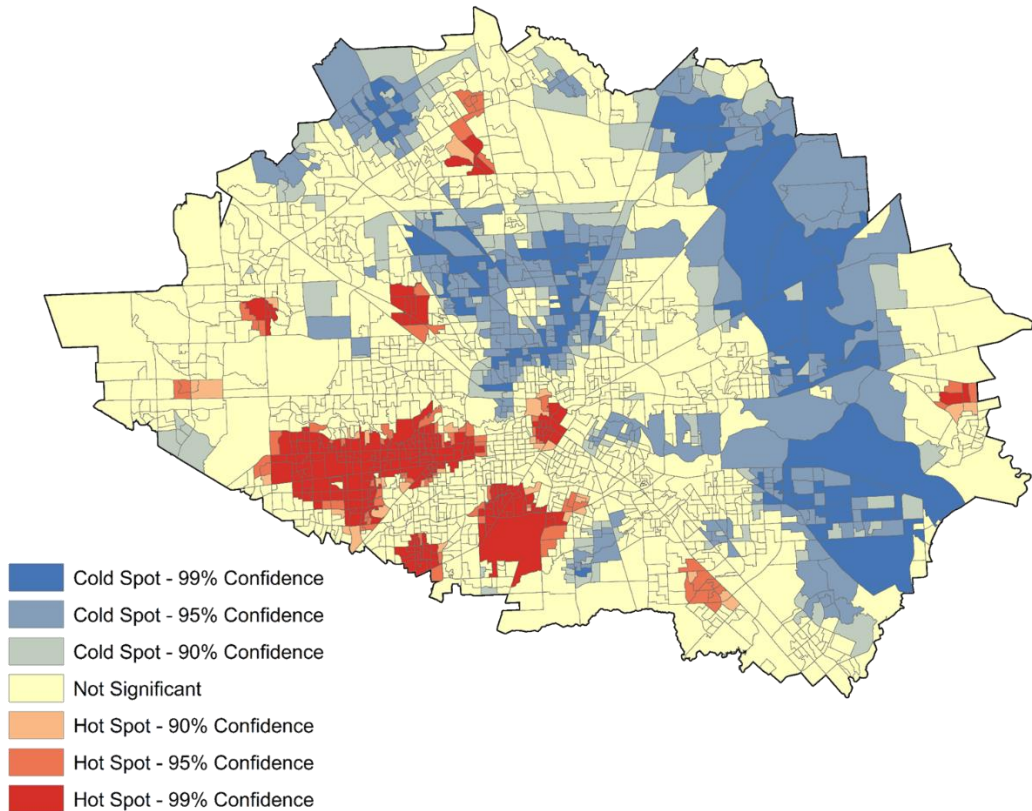 Cold Spot - 99% Confidence
Cold Spot - 95% Confidence
Cold Spot - 90% Confidence
Not Significant
Hot Spot - 90% Confidence
Hot Spot - 95% Confidence
Hot Spot - 99% Confidence